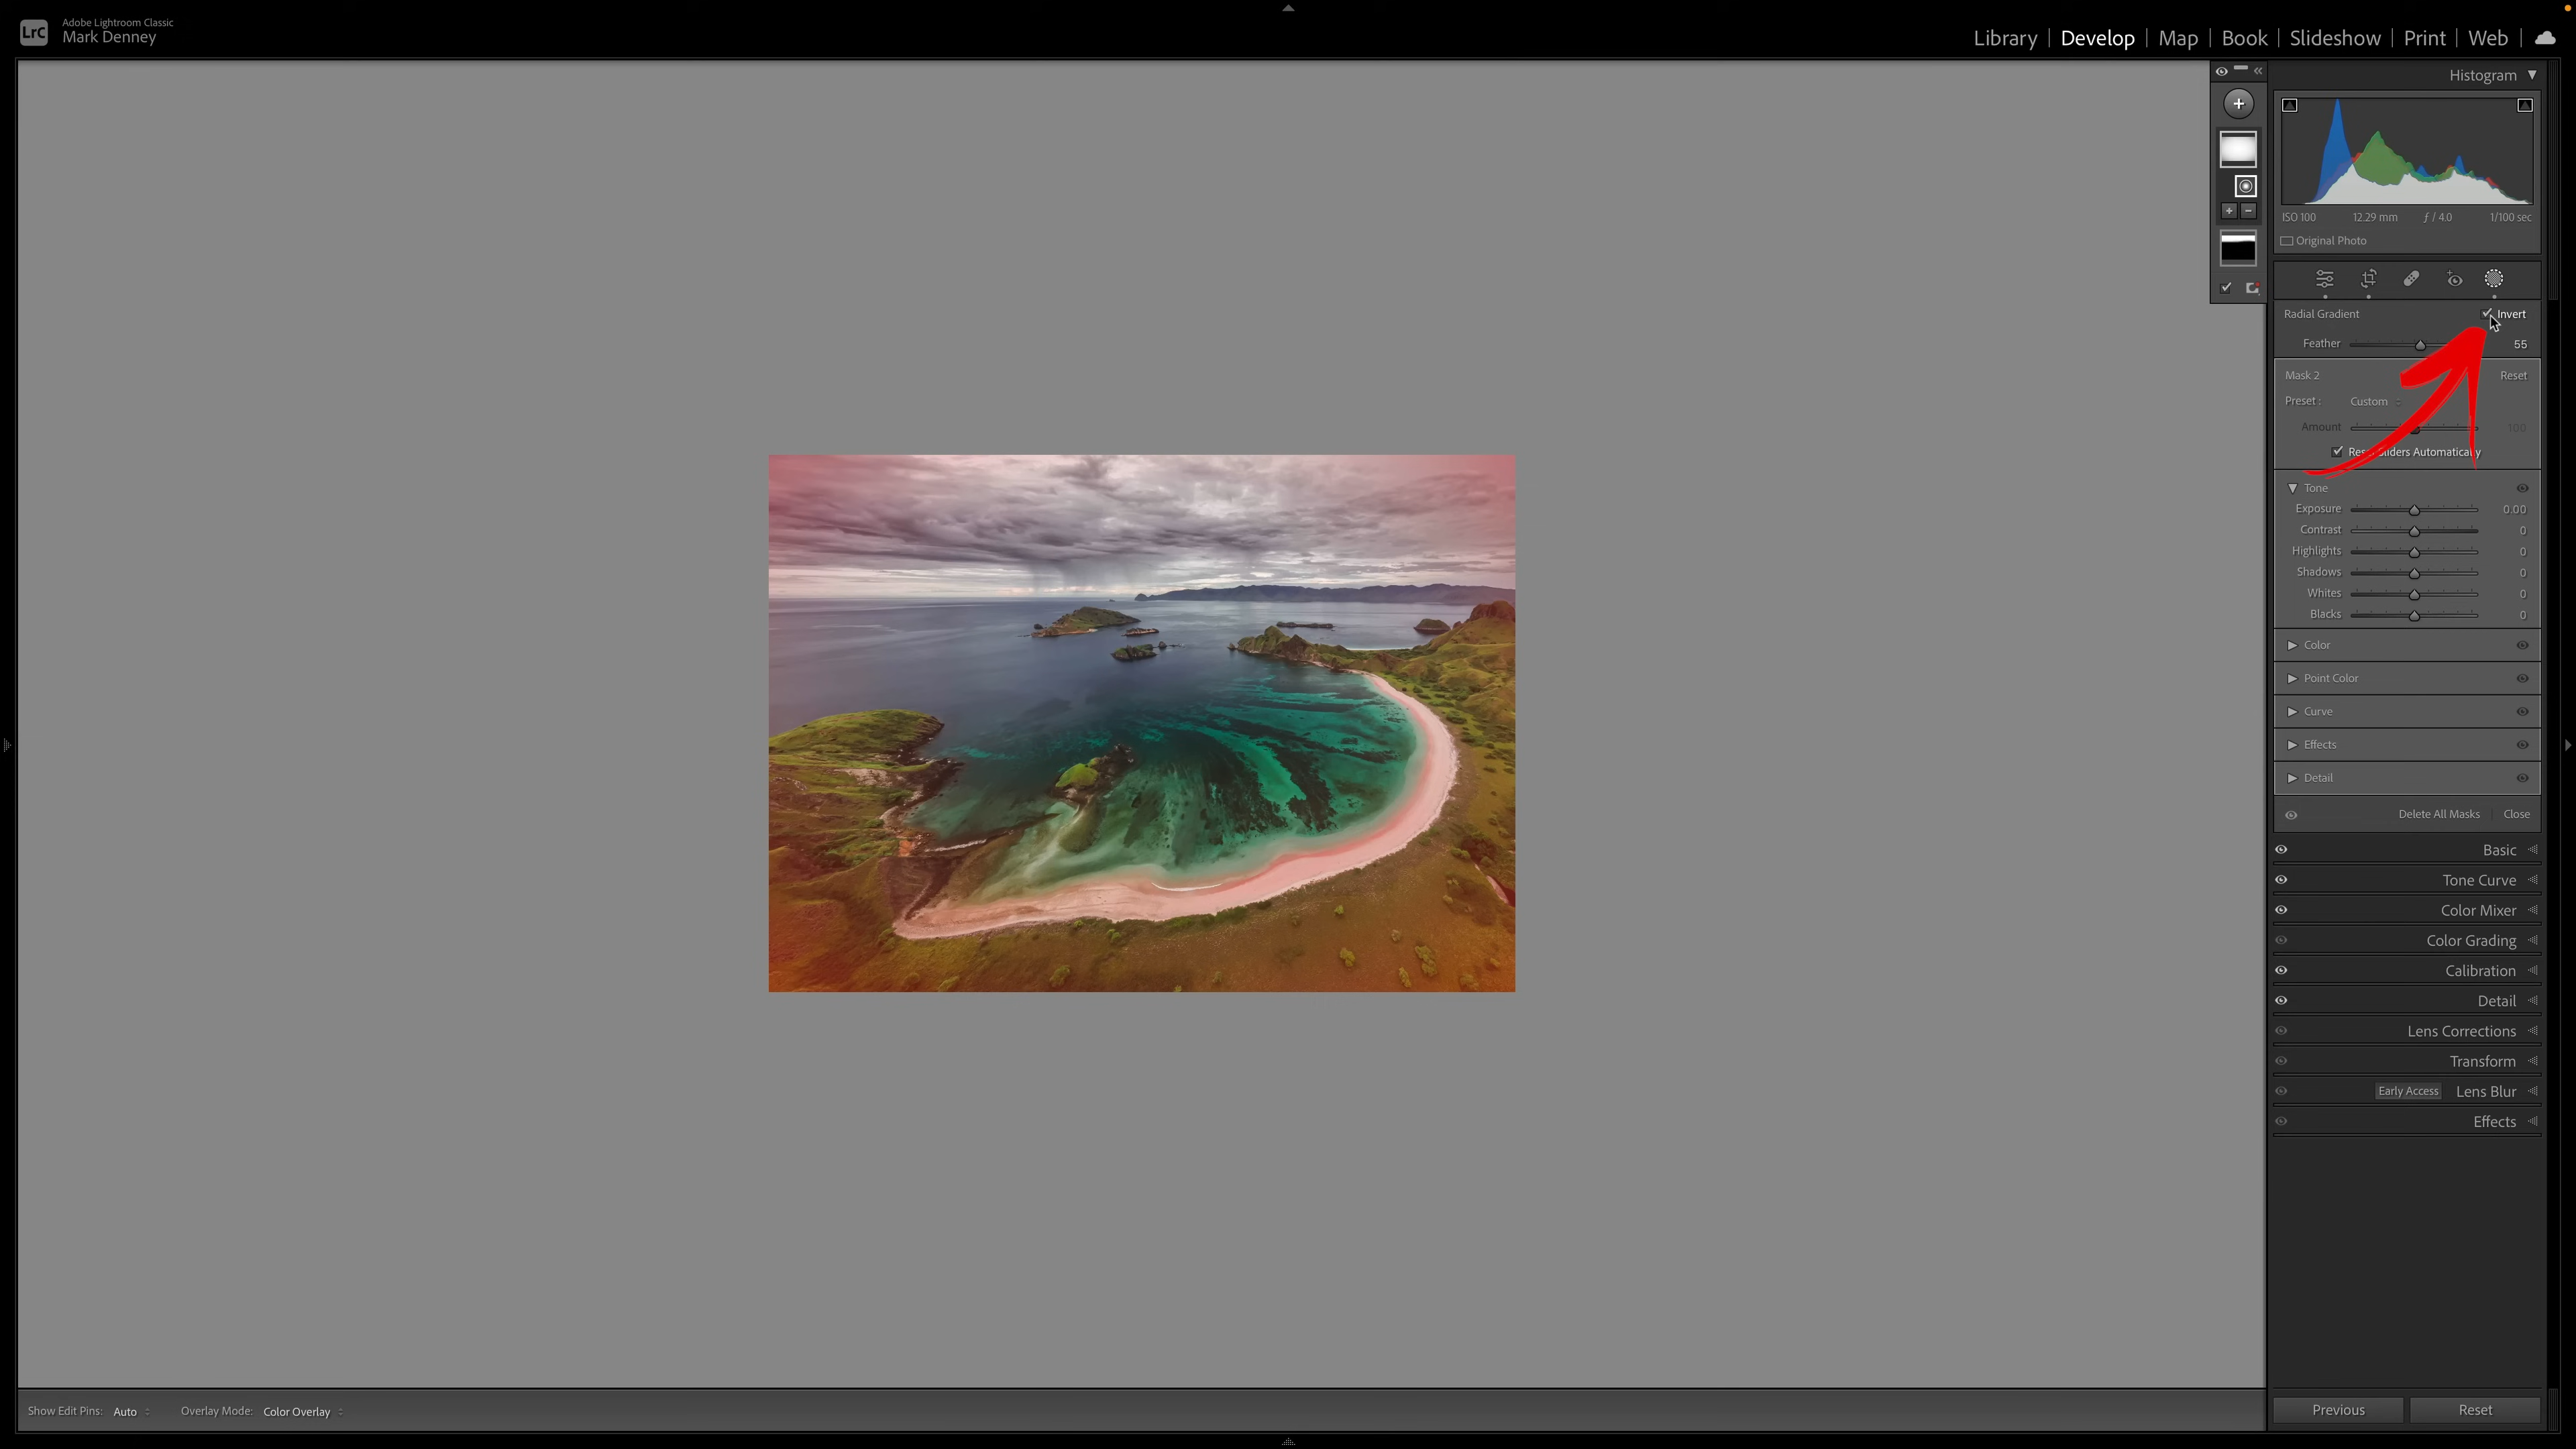 LrC
Adobe Lightroom Classic
Mark Denney
Library | Develop | Map | Book | Slideshow | Print | Web
Histogram
ISO 100 12.29 mm ƒ / 4.0 1/100 sec
Original Photo
Radial Gradient Invert
Feather 55
Mask 2 Reset
Preset : Custom
Amount 100
Sliders Automatically
Tone
Exposure 0.00
Contrast 0
Highlights 0
Shadows 0
Whites 0
Blacks 0
Color
Point Color
Curve
Effects
Detail
Delete All Masks Close
Basic
Tone Curve
Color Mixer
Color Grading
Calibration
Detail
Lens Corrections
Transform
Early Access Lens Blur
Effects
Show Edit Pins: Auto Overlay Mode: Color Overlay
Previous Reset